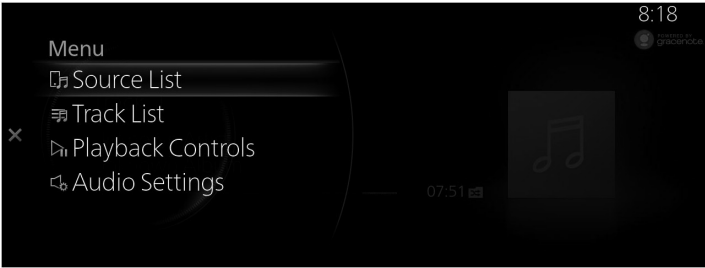 8:18
POWERED BY
gracenote.
Menu
Source List
Track List
Playback Controls
Audio Settings
07:51